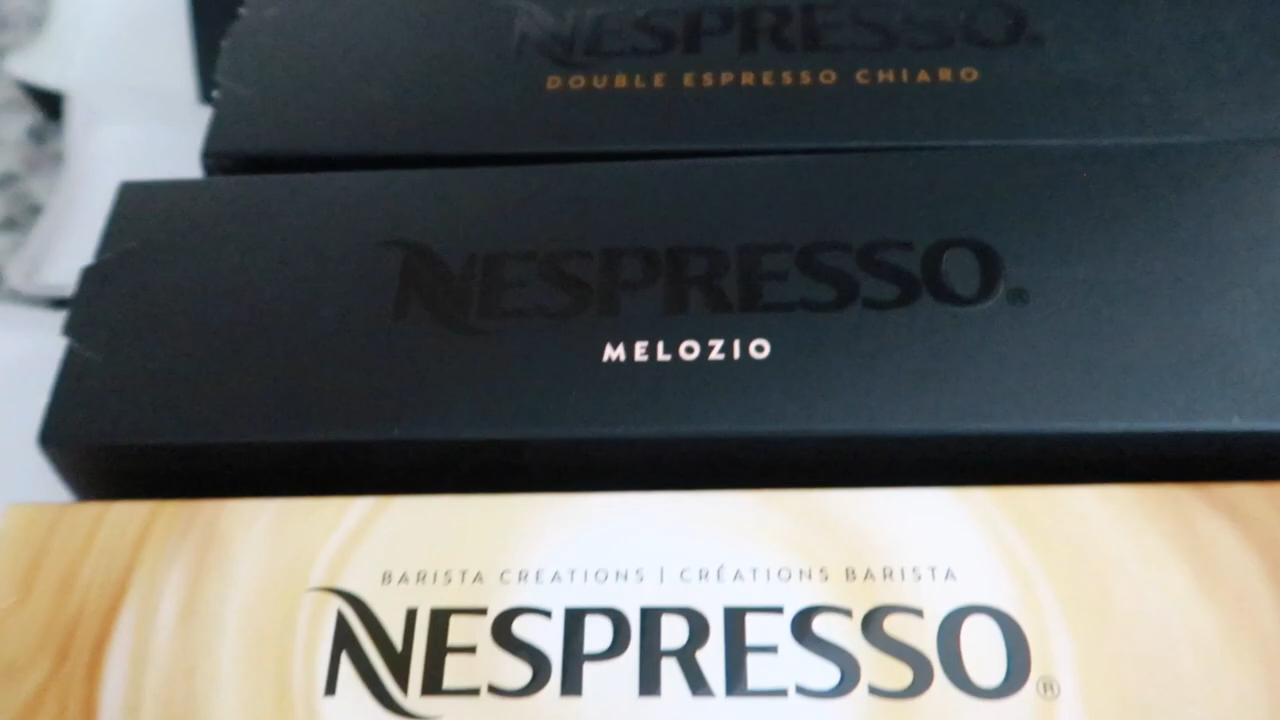 NESPRESSO.
DOUBLE ESPRESSO CHIARO
NESPRESSO®
MELOZIO
BARISTA CREATIONS | CRÉATIONS BARISTA
NESPRESSO®